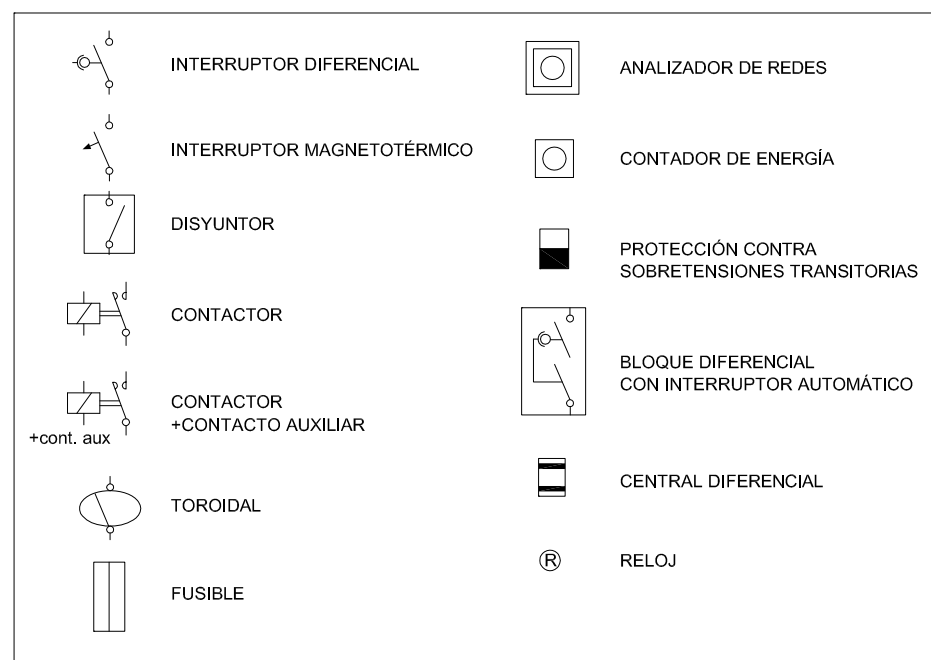 INTERRUPTOR DIFERENCIAL
INTERRUPTOR MAGNETOTÉRMICO
DISYUNTOR
CONTACTOR
CONTACTOR
+CONTACTO AUXILIAR
+cont. aux
TOROIDAL
FUSIBLE
ANALIZADOR DE REDES
CONTADOR DE ENERGÍA
PROTECCIÓN CONTRA
SOBRETENSIONES TRANSITORIAS
BLOQUE DIFERENCIAL
CON INTERRUPTOR AUTOMÁTICO
CENTRAL DIFERENCIAL
R RELOJ